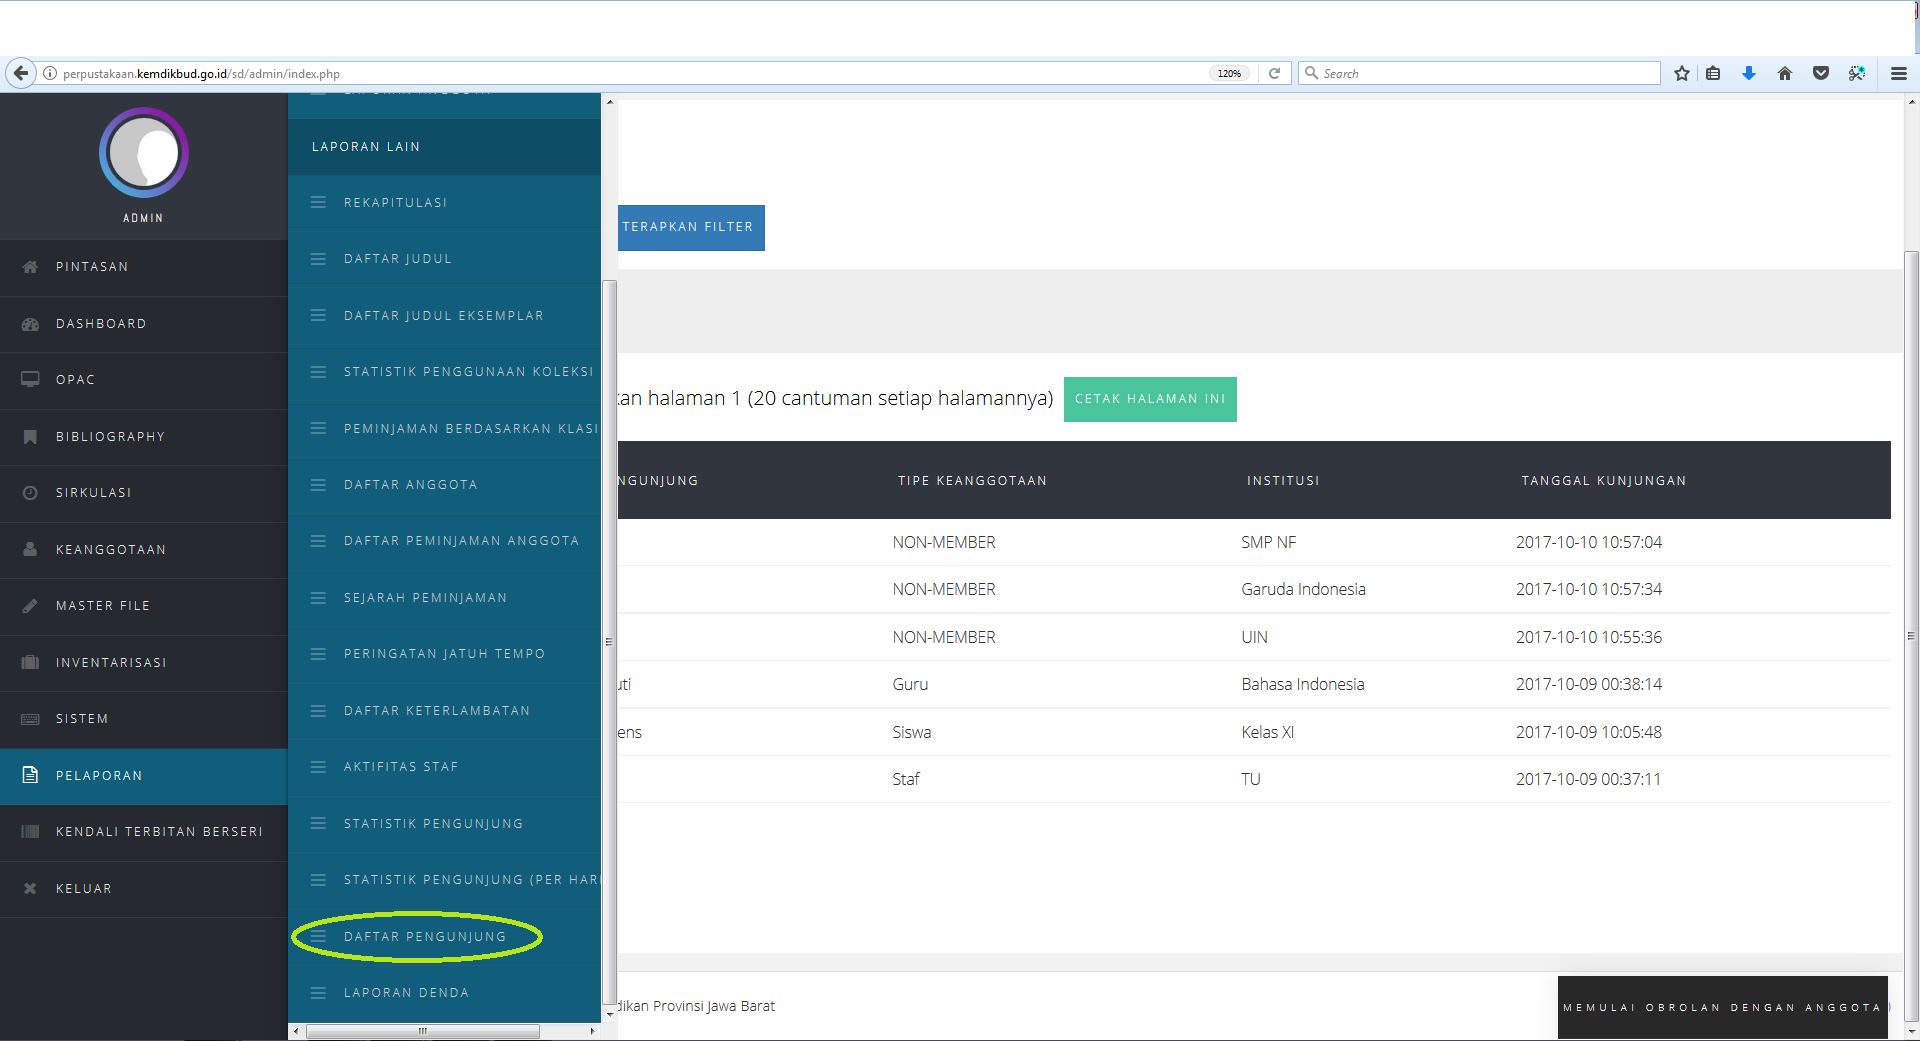 perpustakaan.kemdikbud.go.id/sd/admin/index.php
120%
Search
ADMIN
PINTASAN
DASHBOARD
OPAC
BIBLIOGRAPHY
SIRKULASI
KEANGGOTAAN
MASTER FILE
INVENTARISASI
SISTEM
PELAPORAN
KENDALI TERBITAN BERSERI
KELUAR
LAPORAN LAIN
REKAPITULASI
DAFTAR JUDUL
DAFTAR JUDUL EKSEMPLAR
STATISTIK PENGGUNAAN KOLEKSI
PEMINJAMAN BERDASARKAN KLASI
DAFTAR ANGGOTA
DAFTAR PEMINJAMAN ANGGOTA
SEJARAH PEMINJAMAN
PERINGATAN JATUH TEMPO
DAFTAR KETERLAMBATAN
AKTIFITAS STAF
STATISTIK PENGUNJUNG
STATISTIK PENGUNJUNG (PER HARI
DAFTAR PENGUNJUNG
LAPORAN DENDA
TERAPKAN FILTER
kan halaman 1 (20 cantuman setiap halamannya) CETAK HALAMAN INI
NGUNJUNG TIPE KEANGGOTAAN INSTITUSI TANGGAL KUNJUNGAN
NON-MEMBER SMP NF 2017-10-10 10:57:04
NON-MEMBER Garuda Indonesia 2017-10-10 10:57:34
NON-MEMBER UIN 2017-10-10 10:55:36
uti Guru Bahasa Indonesia 2017-10-09 00:38:14
ens Siswa Kelas XI 2017-10-09 10:05:48
Staf TU 2017-10-09 00:37:11
dikan Provinsi Jawa Barat
MEMULAI OBROLAN DENGAN ANGGOTA